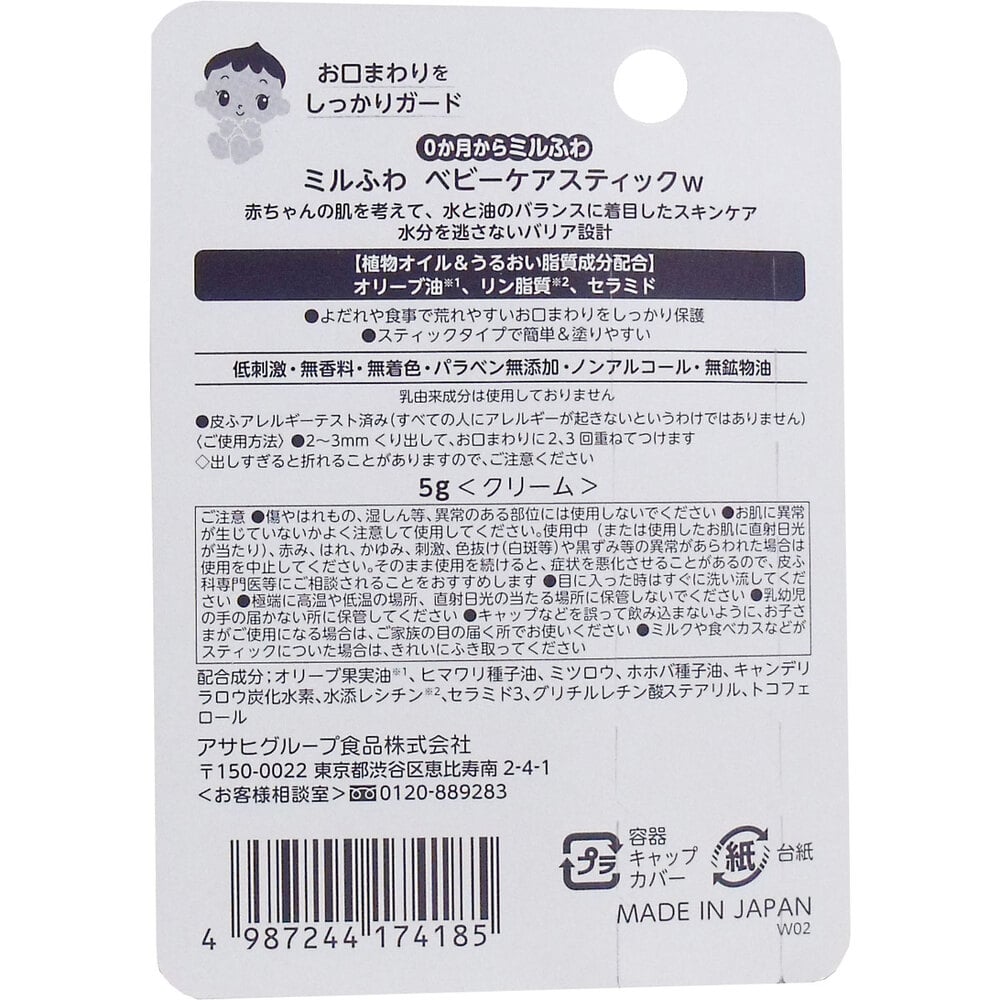 お口まわりを
しっかりガード
0か月からミルふわ
ミルふわ ベビーケアスティックw
赤ちゃんの肌を考えて、水と油のバランスに着目したスキンケア
水分を逃さないバリア設計
【植物オイル＆うるおい脂質成分配合】
オリーブ油※1、リン脂質※2、セラミド
●よだれや食事で荒れやすいお口まわりをしっかり保護
●スティックタイプで簡単＆塗りやすい
低刺激・無香料・無着色・パラベン無添加・ノンアルコール・無鉱物油
乳由来成分は使用しておりません
●皮ふアレルギーテスト済み(すべての人にアレルギーが起きないというわけではありません)
〈ご使用方法〉●2〜3mm くり出して、お口まわりに2、3 回重ねてつけます
◇出しすぎると折れることがありますので、ご注意ください
5g＜クリーム＞
ご注意 ●傷やはれもの、湿しん等、異常のある部位には使用しないでください ●お肌に異常
が生じていないかよく注意して使用してください。使用中（または使用したお肌に直射日光
が当たり）、赤み、はれ、かゆみ、刺激、色抜け(白斑等)や黒ずみ等の異常があらわれた場合は
使用を中止してください。そのまま使用を続けると、症状を悪化させることがあるので、皮ふ
科専門医等にご相談されることをおすすめします ●目に入った時はすぐに洗い流してくだ
さい ●極端に高温や低温の場所、直射日光の当たる場所に保管しないでください ●乳幼児
の手の届かない所に保管してください ●キャップなどを誤って飲み込まないように、お子さ
まがご使用になる場合は、ご家族の目の届く所でお使いください ●ミルクや食べカスなどが
スティックについた場合は、きれいにふき取ってください
配合成分；オリーブ果実油※1、ヒマワリ種子油、ミツロウ、ホホバ種子油、キャンデリ
ラロウ炭化水素、水添レシチン※2、セラミド3、グリチルレチン酸ステアリル、トコフェ
ロール
アサヒグループ食品株式会社
〒150-0022 東京都渋谷区恵比寿南 2-4-1
＜お客様相談室＞0120-889283
プラ
容器
キャップ
カバー
紙
台紙
MADE IN JAPAN
W02
4 987244 174185